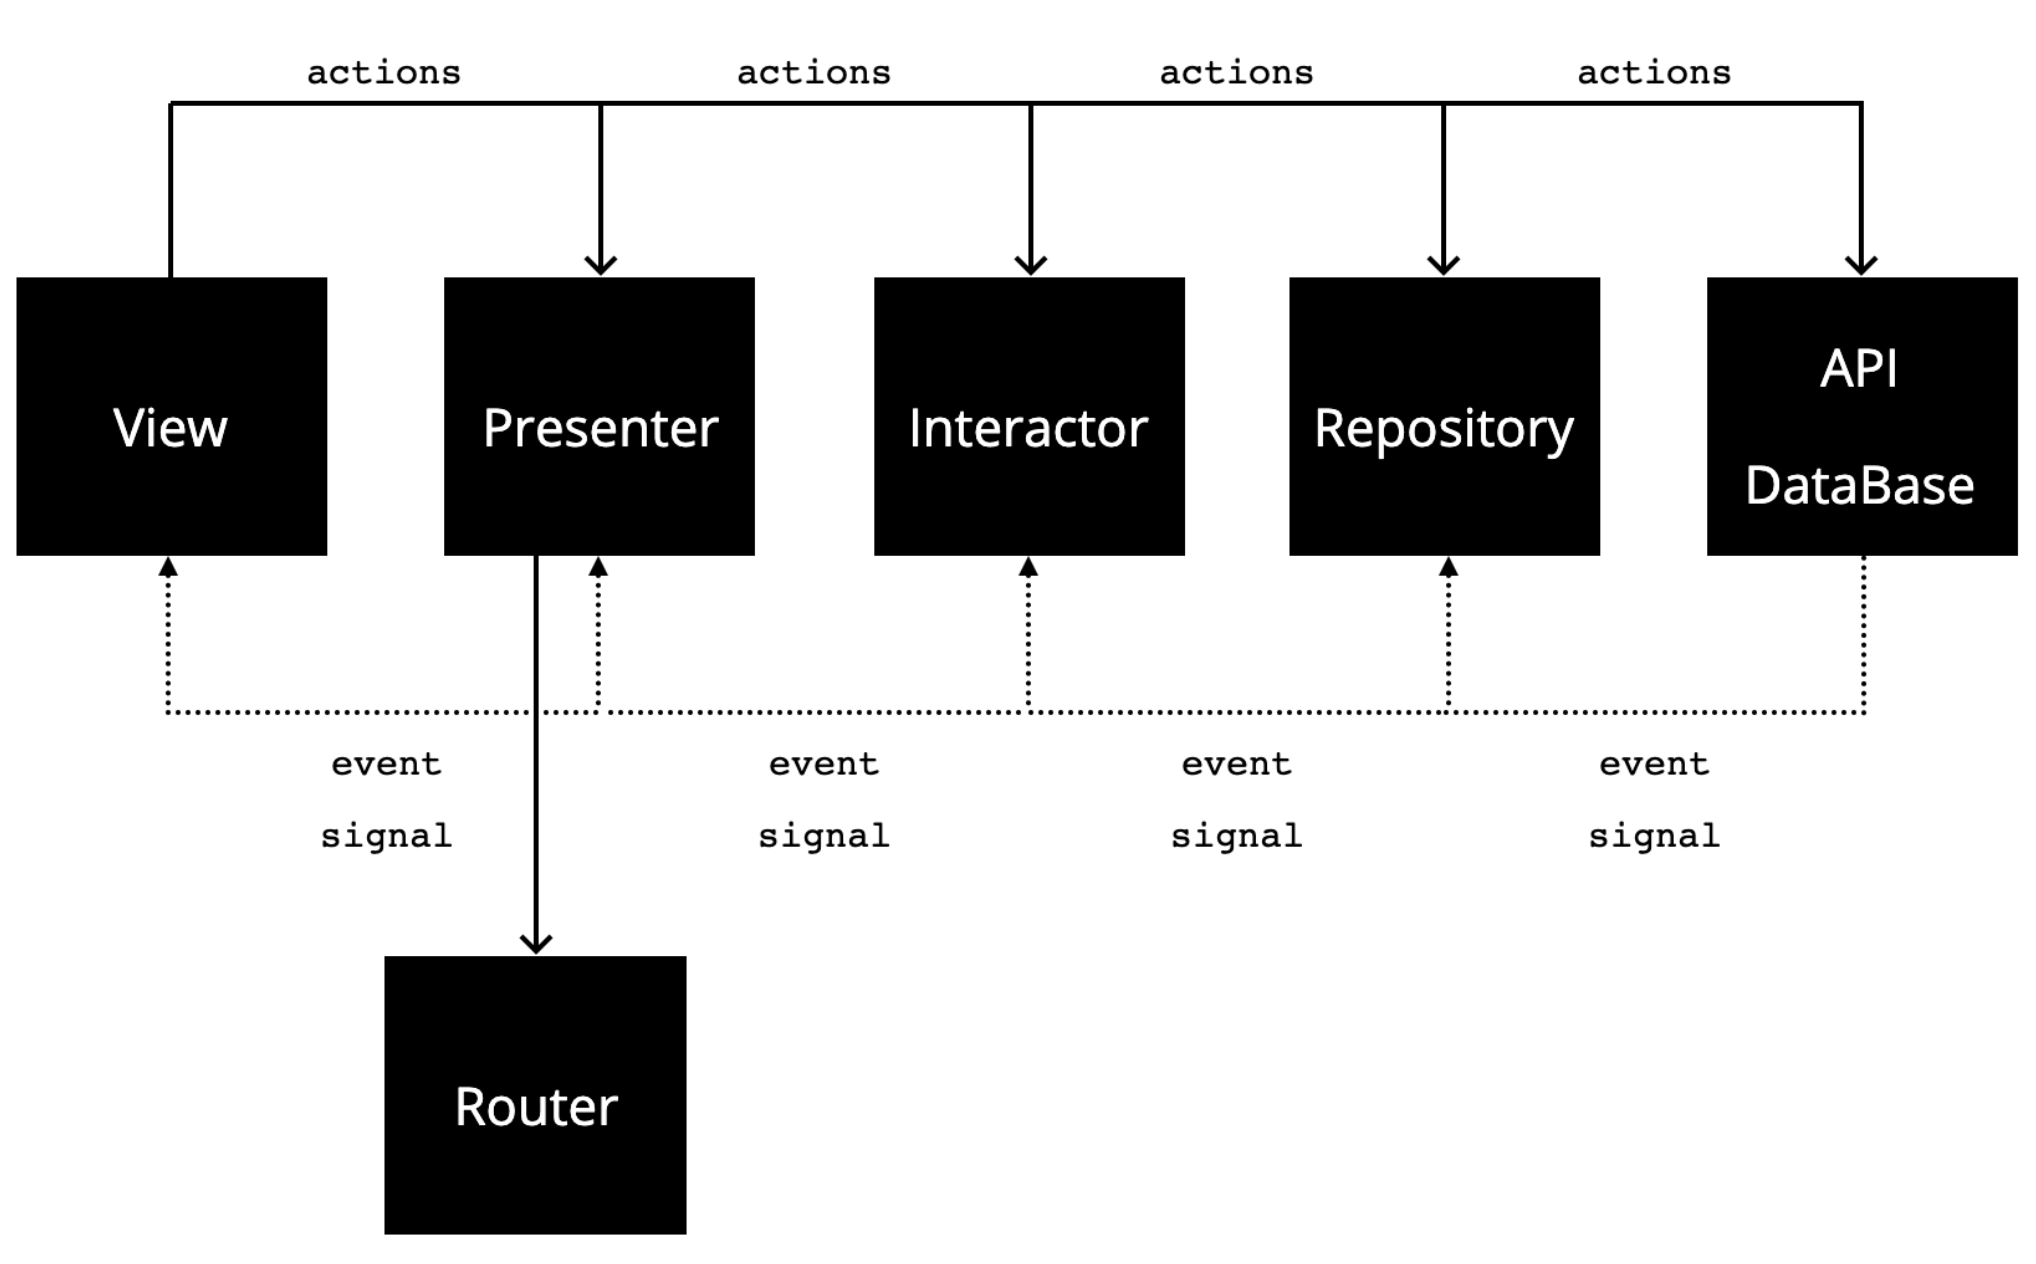 actions actions actions actions
View Presenter Interactor Repository API
DataBase
event event event event
signal signal signal signal
Router